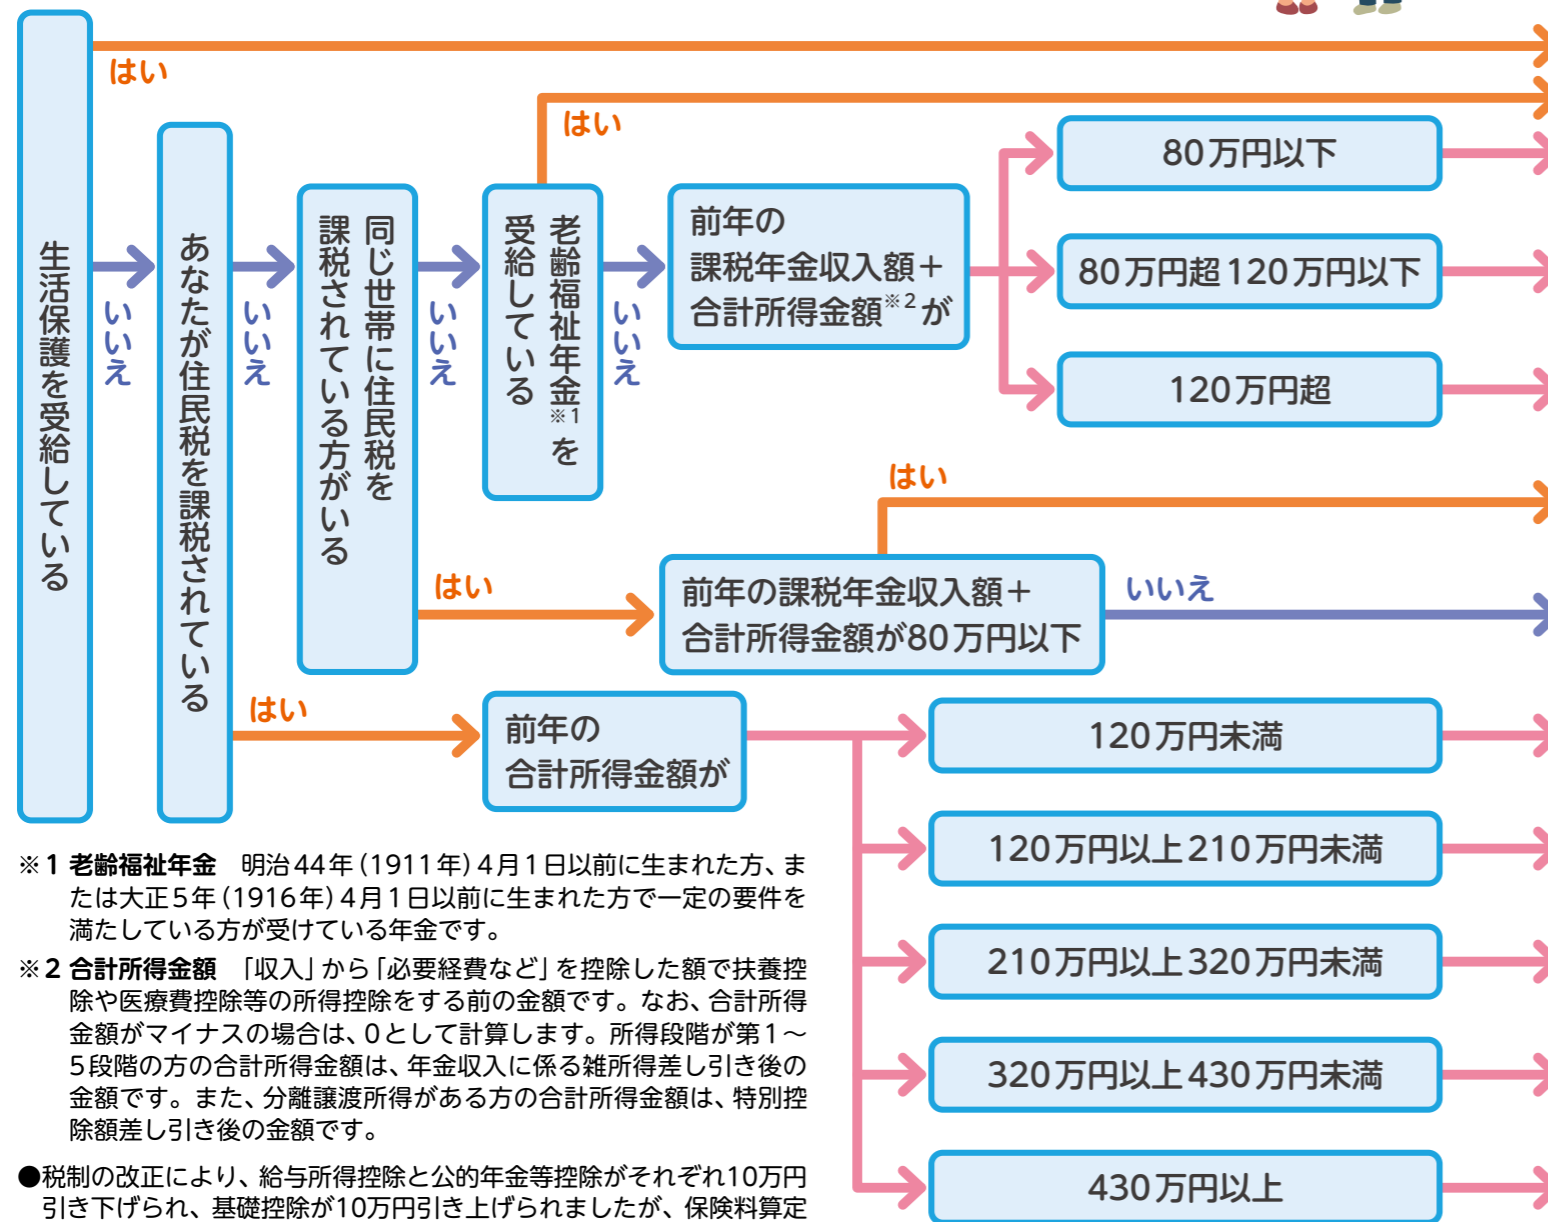 生活保護を受給している
はい
いいえ
あなたが住民税を課税されている
いいえ
同じ世帯に住民税を
課税されている方がいる
いいえ
老齢福祉年金※1を
受給している
はい
いいえ
前年の
課税年金収入額＋
合計所得金額※2が
80万円以下
80万円超120万円以下
120万円超
はい
前年の課税年金収入額＋
合計所得金額が80万円以下
はい
いいえ
はい
前年の
合計所得金額が
120万円未満
120万円以上210万円未満
210万円以上320万円未満
320万円以上430万円未満
430万円以上
※1 老齢福祉年金　明治44年(1911年)4月1日以前に生まれた方、ま
たは大正5年(1916年)4月1日以前に生まれた方で一定の要件を
満たしている方が受けている年金です。
※2 合計所得金額　「収入」から「必要経費など」を控除した額で扶養控
除や医療費控除等の所得控除をする前の金額です。なお、合計所得
金額がマイナスの場合は、0として計算します。所得段階が第1～
5段階の方の合計所得金額は、年金収入に係る雑所得差し引き後の
金額です。また、分離譲渡所得がある方の合計所得金額は、特別控
除額差し引き後の金額です。
●税制の改正により、給与所得控除と公的年金等控除がそれぞれ10万円
引き下げられ、基礎控除が10万円引き上げられましたが、保険料算定